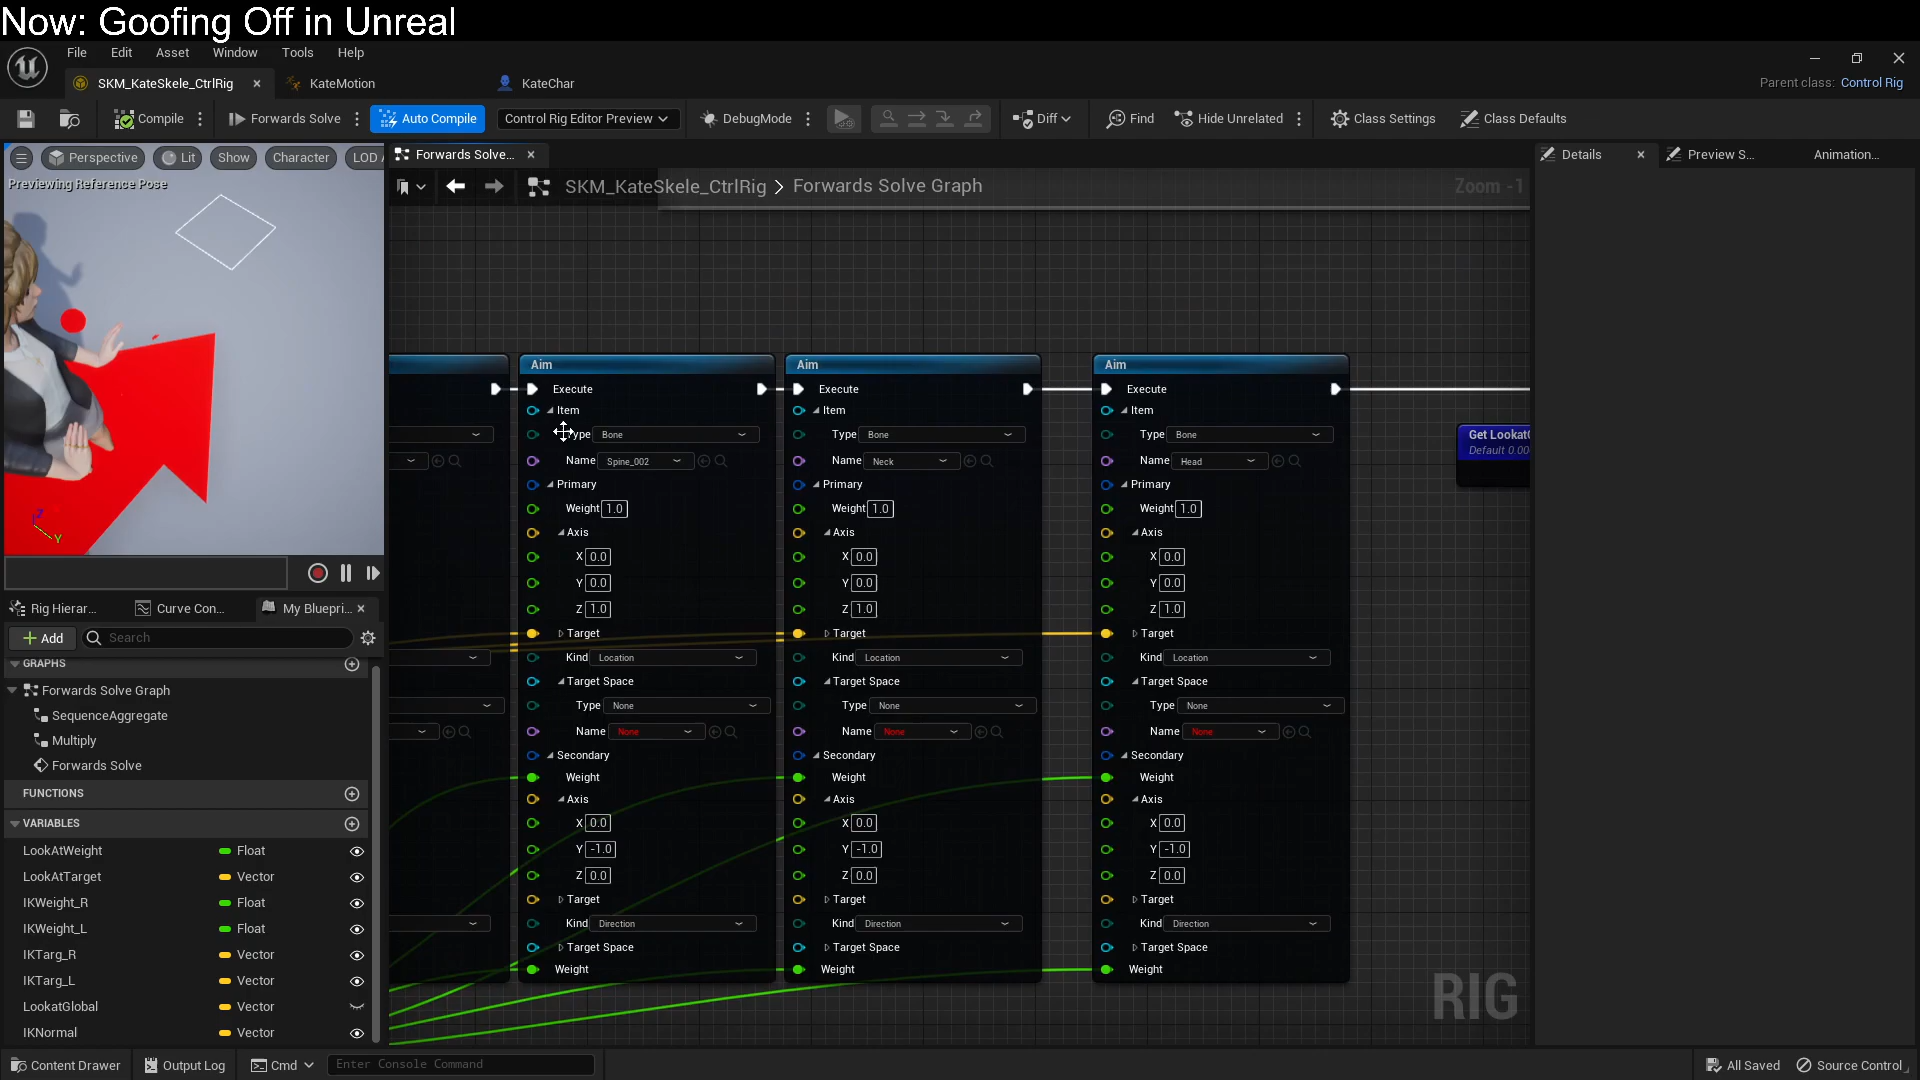 Now: Goofing Off in Unreal
File Edit Asset Window Tools Help
SKM_KateSkele_CtrlRig KateMotion KateChar
Parent class: Control Rig
Compile Forwards Solve Auto Compile Control Rig Editor Preview DebugMode Diff Find Hide Unrelated Class Settings Class Defaults
Perspective Lit Show Character LOD
Previewing Reference Pose
Forwards Solve...
SKM_KateSkele_CtrlRig > Forwards Solve Graph
Zoom -1
Details Preview S... Animation...
Z
Y
Rig Hierar... Curve Con... My Bluepri...
Add Search
GRAPHS
Forwards Solve Graph
SequenceAggregate
Multiply
Forwards Solve
FUNCTIONS
VARIABLES
LookAtWeight Float
LookAtTarget Vector
IKWeight_R Float
IKWeight_L Float
IKTarg_R Vector
IKTarg_L Vector
LookatGlobal Vector
IKNormal Vector
Aim Aim Aim
Execute Execute Execute
Item Item Item
Type Bone Type Bone Type Bone
Name Spine_002 Name Neck Name Head
Primary Primary Primary
Weight 1.0 Weight 1.0 Weight 1.0
Axis Axis Axis
X 0.0 X 0.0 X 0.0
Y 0.0 Y 0.0 Y 0.0
Z 1.0 Z 1.0 Z 1.0
Target Target Target
Kind Location Kind Location Kind Location
Target Space Target Space Target Space
Type None Type None Type None
Name None Name None Name None
Secondary Secondary Secondary
Weight Weight Weight
Axis Axis Axis
X 0.0 X 0.0 X 0.0
Y -1.0 Y -1.0 Y -1.0
Z 0.0 Z 0.0 Z 0.0
Target Target Target
Kind Direction Kind Direction Kind Direction
Target Space Target Space Target Space
Weight Weight Weight
Get Lookat
Default 0.00
RIG
Content Drawer Output Log Cmd Enter Console Command All Saved Source Control